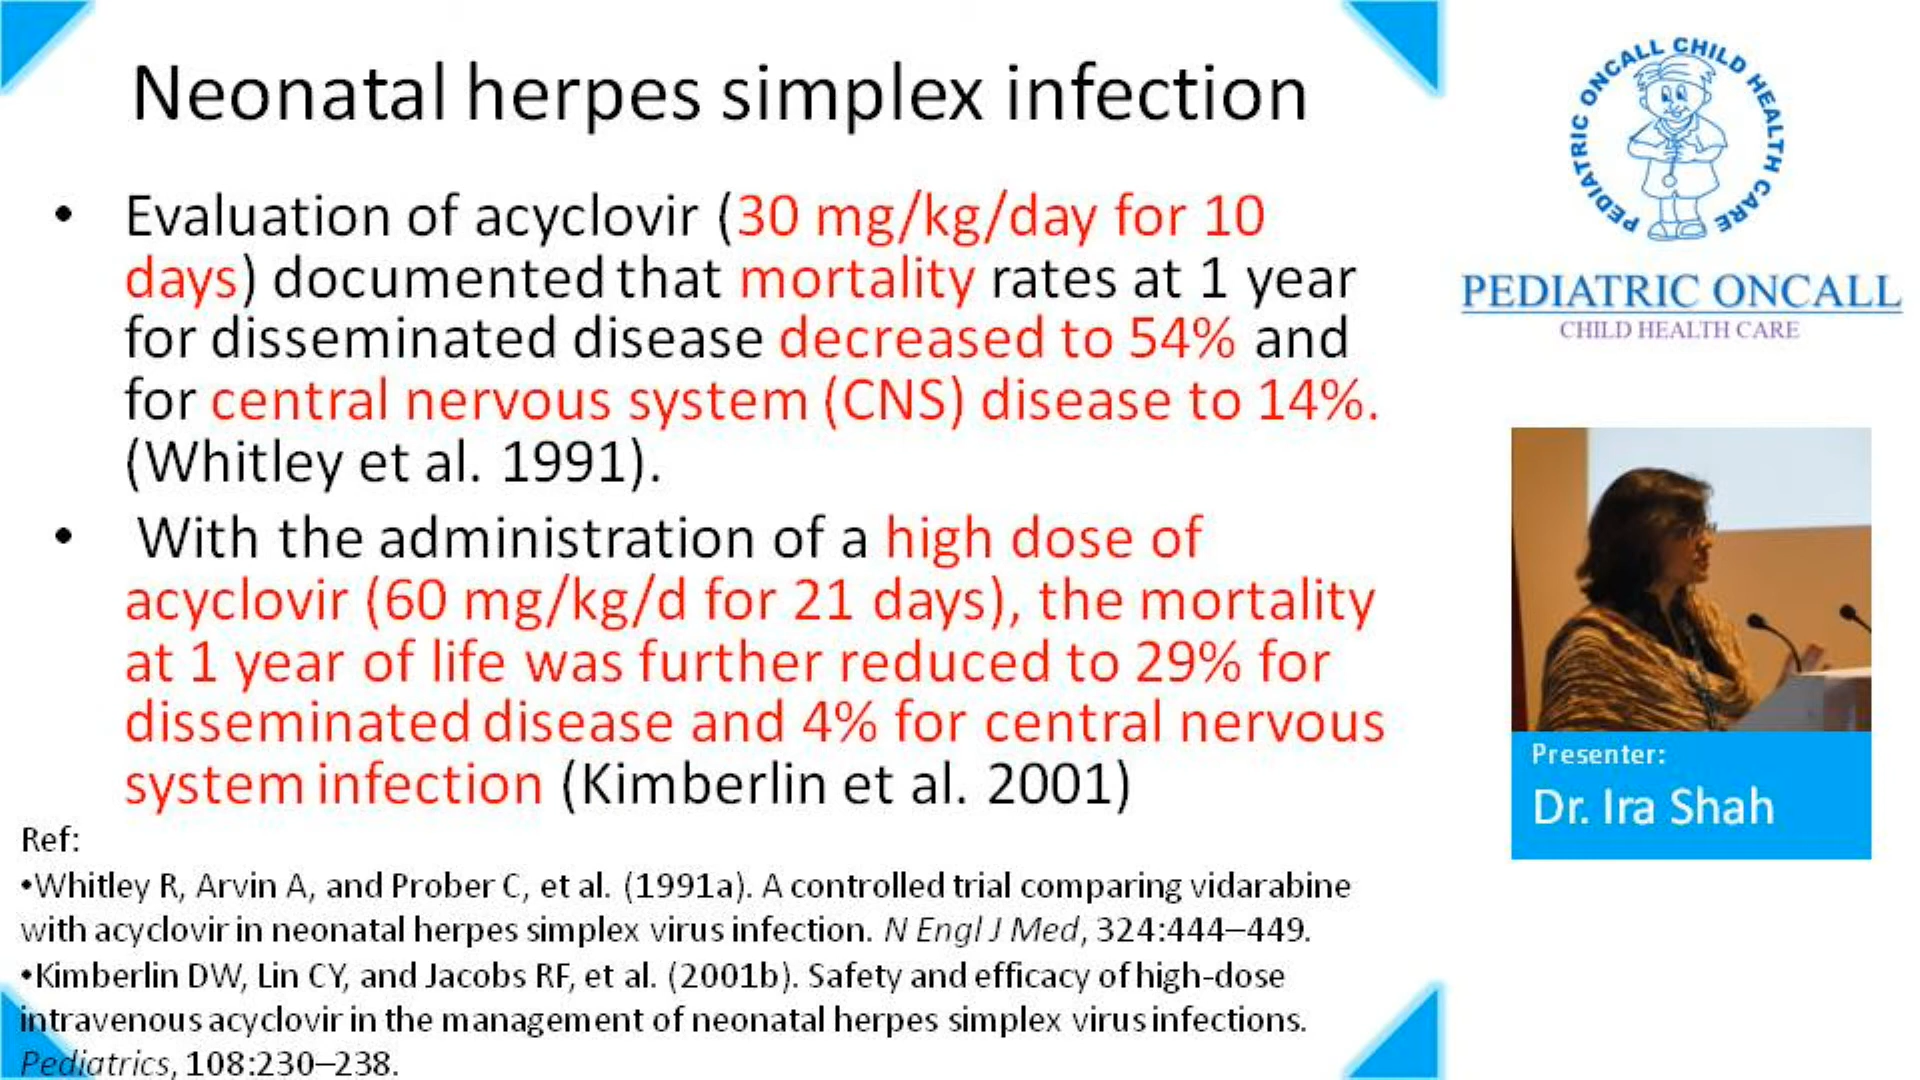 Neonatal herpes simplex infection
• Evaluation of acyclovir (30 mg/kg/day for 10
days) documented that mortality rates at 1 year
for disseminated disease decreased to 54% and
for central nervous system (CNS) disease to 14%.
(Whitley et al. 1991).
• With the administration of a high dose of
acyclovir (60 mg/kg/d for 21 days), the mortality
at 1 year of life was further reduced to 29% for
disseminated disease and 4% for central nervous
system infection (Kimberlin et al. 2001)
Ref:
•Whitley R, Arvin A, and Prober C, et al. (1991a). A controlled trial comparing vidarabine
with acyclovir in neonatal herpes simplex virus infection. N Engl J Med, 324:444–449.
•Kimberlin DW, Lin CY, and Jacobs RF, et al. (2001b). Safety and efficacy of high-dose
intravenous acyclovir in the management of neonatal herpes simplex virus infections.
Pediatrics, 108:230–238.
PEDIATRIC ONCALL CHILD HEALTH CARE
PEDIATRIC ONCALL
CHILD HEALTH CARE
Presenter:
Dr. Ira Shah